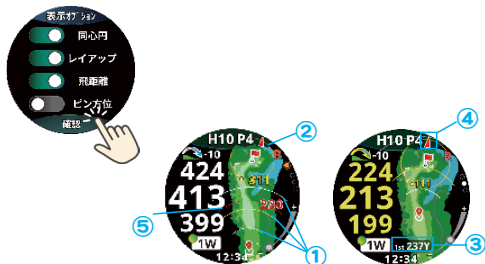 表示オプション
同心円
レイアップ
飛距離
ピン方位
確認
H10 P4
②
-10
424
413
399
311
R
⑤
1W
12:34
①
H10 P4
④
-10
224
213
199
111
R
1W
1st 237Y
③
12:34